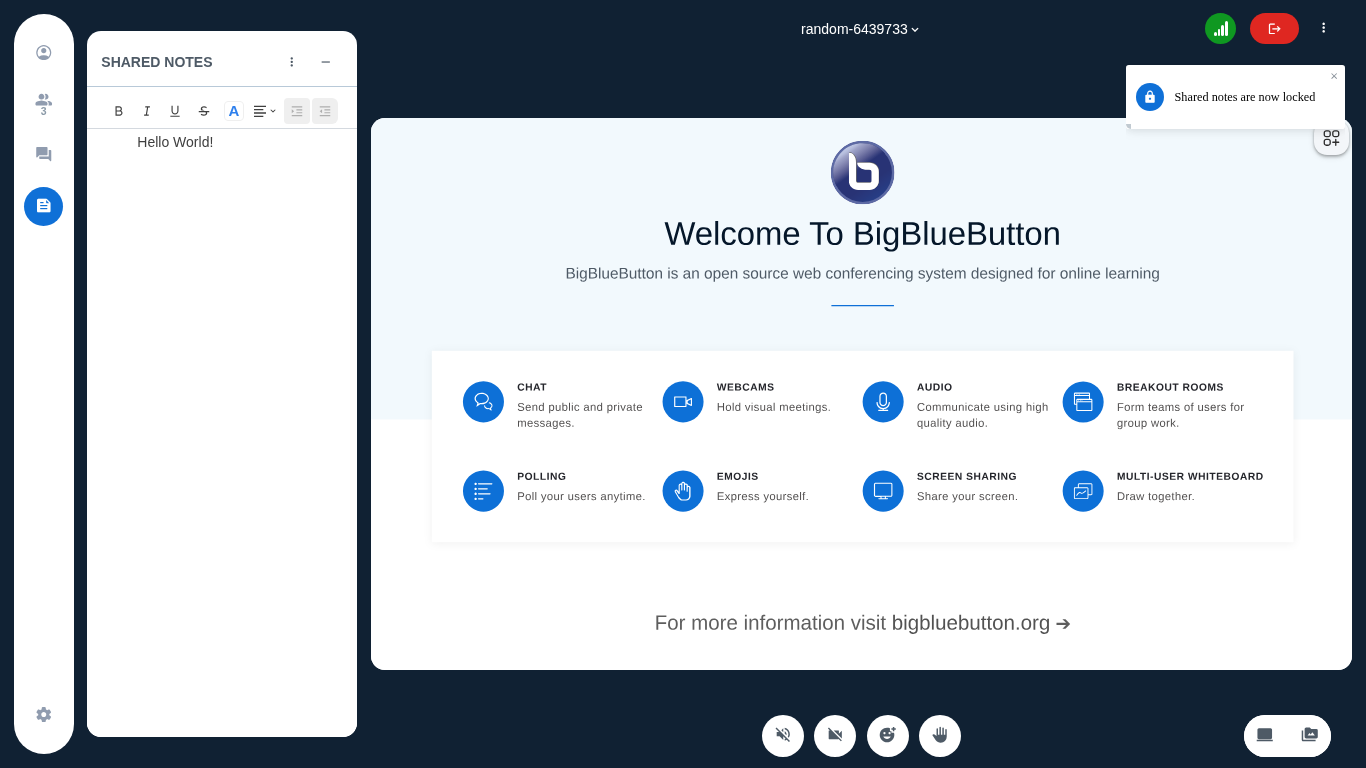 random-6439733
SHARED NOTES
3
B I U S A
Hello World!
Shared notes are now locked
Welcome To BigBlueButton
BigBlueButton is an open source web conferencing system designed for online learning
CHAT
Send public and private
messages.
WEBCAMS
Hold visual meetings.
AUDIO
Communicate using high
quality audio.
BREAKOUT ROOMS
Form teams of users for
group work.
POLLING
Poll your users anytime.
EMOJIS
Express yourself.
SCREEN SHARING
Share your screen.
MULTI-USER WHITEBOARD
Draw together.
For more information visit bigbluebutton.org ➔